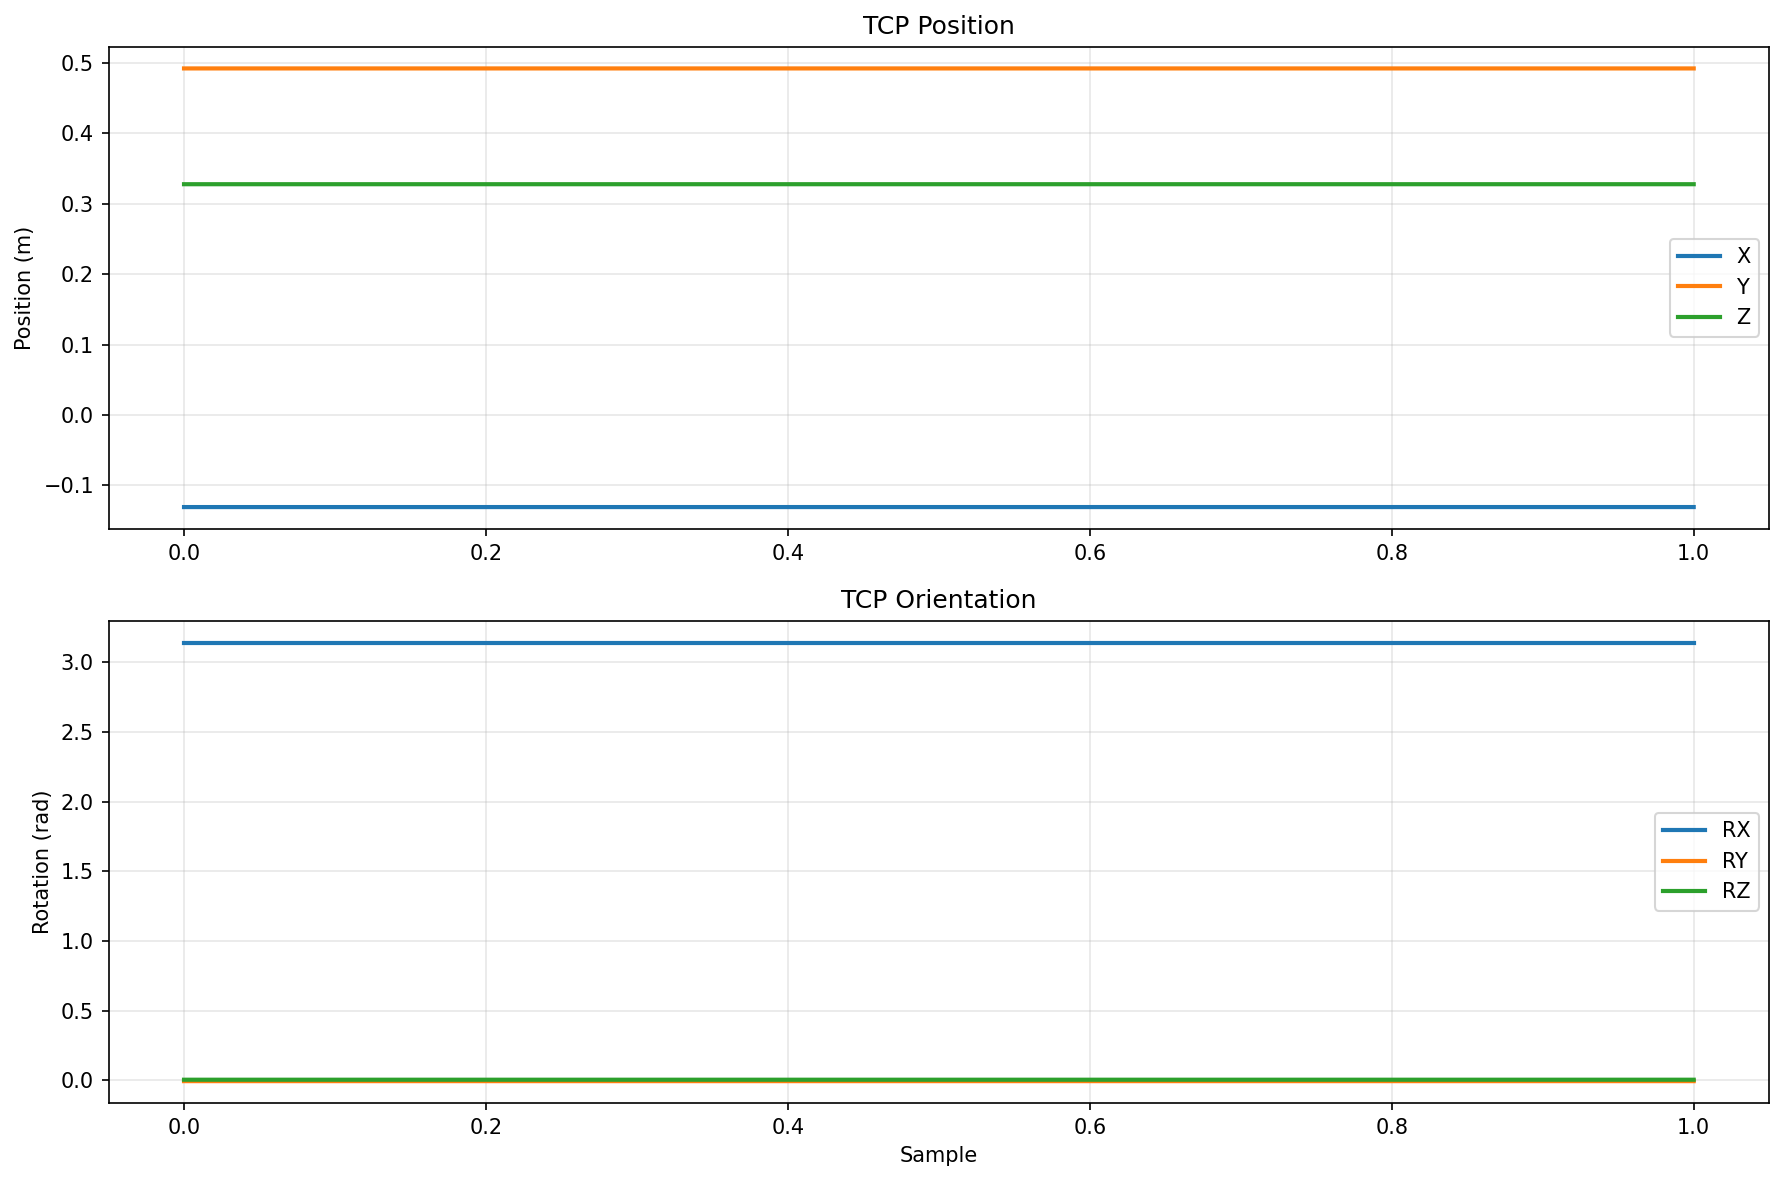 TCP Position
Position (m)
0.5
0.4
0.3
0.2
0.1
0.0
−0.1
X
Y
Z
0.0 0.2 0.4 0.6 0.8 1.0
TCP Orientation
Rotation (rad)
3.0
2.5
2.0
1.5
1.0
0.5
0.0
RX
RY
RZ
0.0 0.2 0.4 0.6 0.8 1.0
Sample